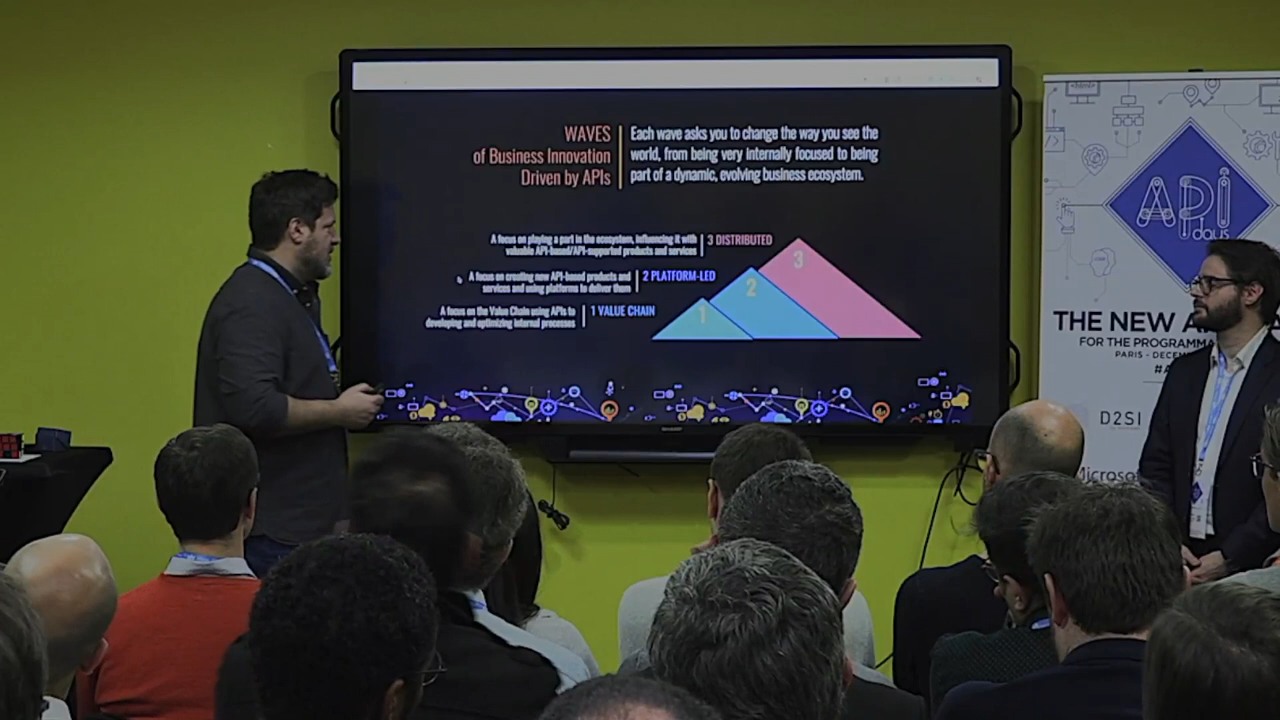 WAVES
of Business Innovation
Driven by APIs
Each wave asks you to change the way you see the
world, from being very internally focused to being
part of a dynamic, evolving business ecosystem.
A focus on playing a part in the ecosystem, influencing it with
valuable API-based/API-supported products and services
3 DISTRIBUTED
A focus on creating new API-based products and
services and using platforms to deliver them
2 PLATFORM-LED
A focus on the Value Chain using APIs to
developing and optimizing internal processes
1 VALUE CHAIN
3
2
1
SHARP
<html>
API
days
THE NEW
FOR THE PROGRAMMA
PARIS - DECEM
D2SI
Microsof